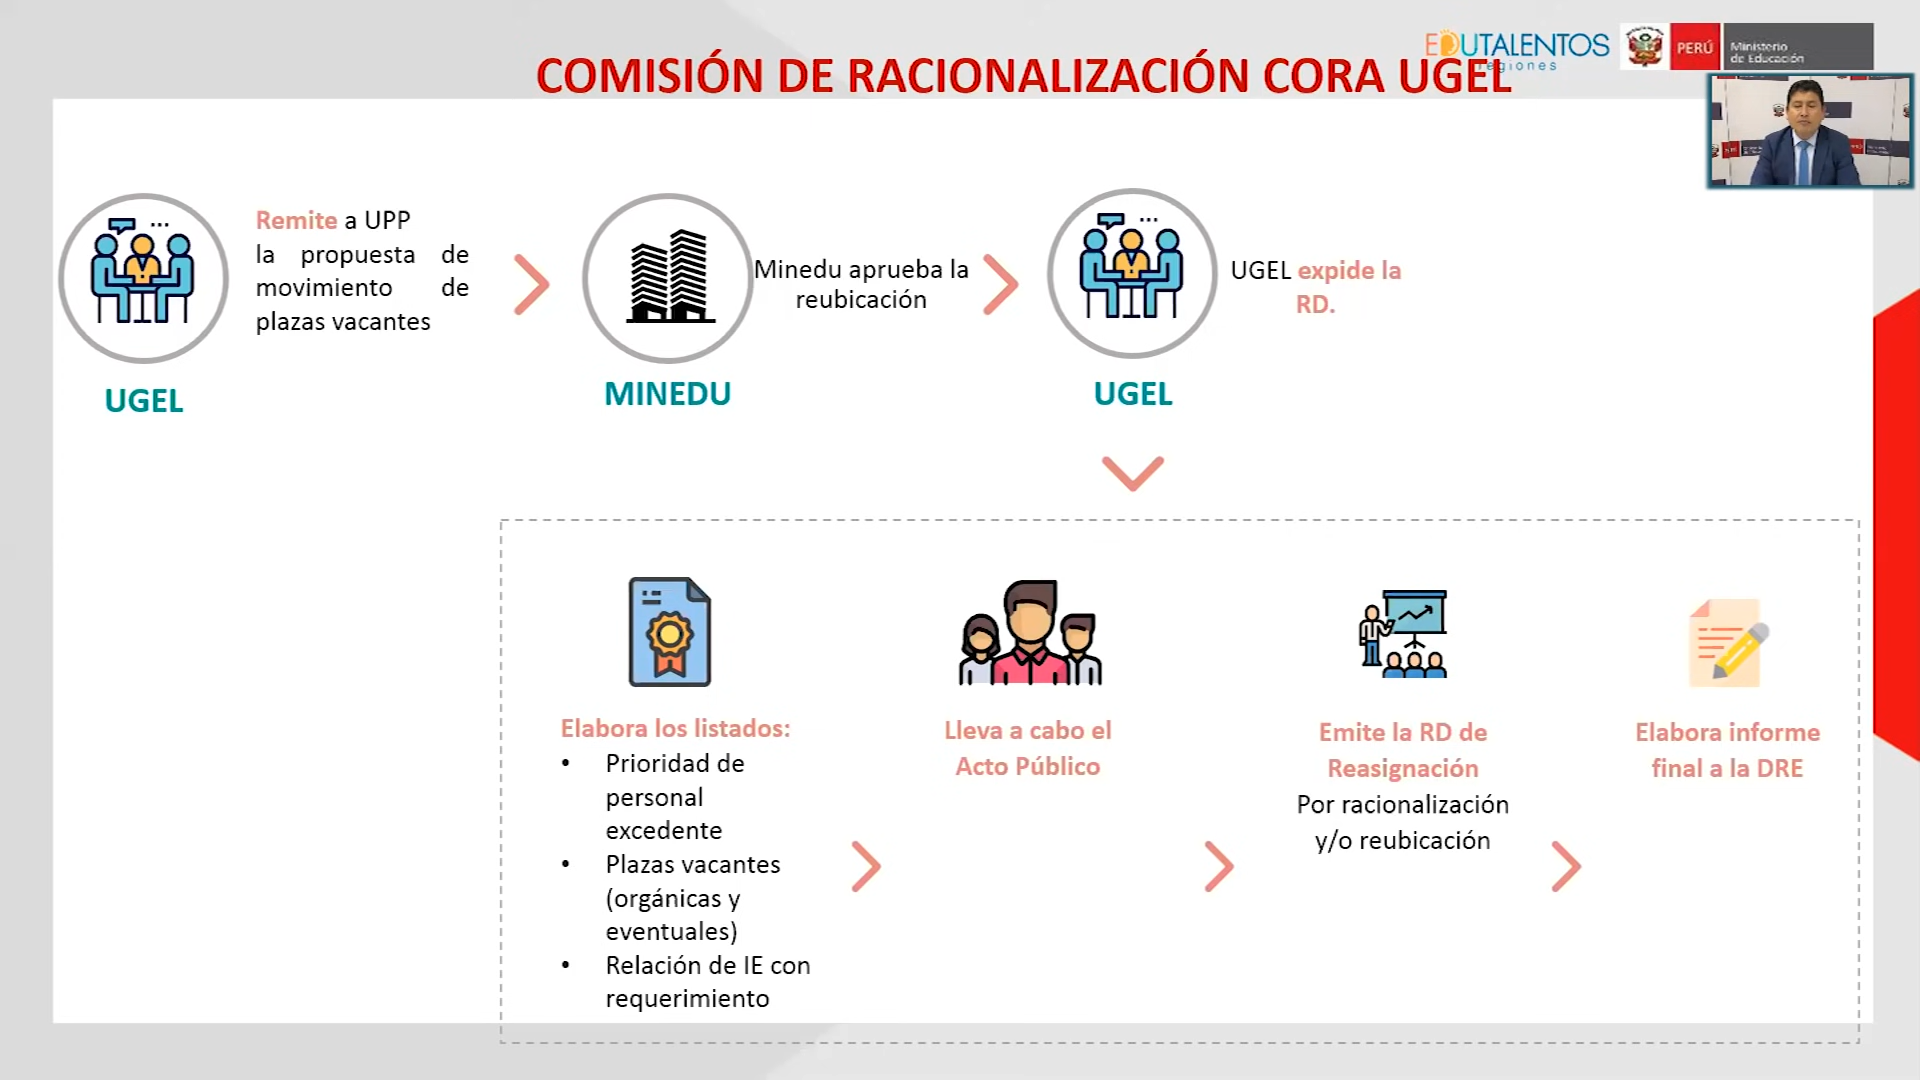 EDUTALENTOS
regiones
PERÚ
Ministerio
de Educación
COMISIÓN DE RACIONALIZACIÓN CORA UGEL
Remite a UPP
la propuesta de
movimiento de
plazas vacantes
UGEL
Minedu aprueba la
reubicación
MINEDU
UGEL expide la
RD.
UGEL
Elabora los listados:
• Prioridad de
personal
excedente
• Plazas vacantes
(orgánicas y
eventuales)
• Relación de IE con
requerimiento
Lleva a cabo el
Acto Público
Emite la RD de
Reasignación
Por racionalización
y/o reubicación
Elabora informe
final a la DRE